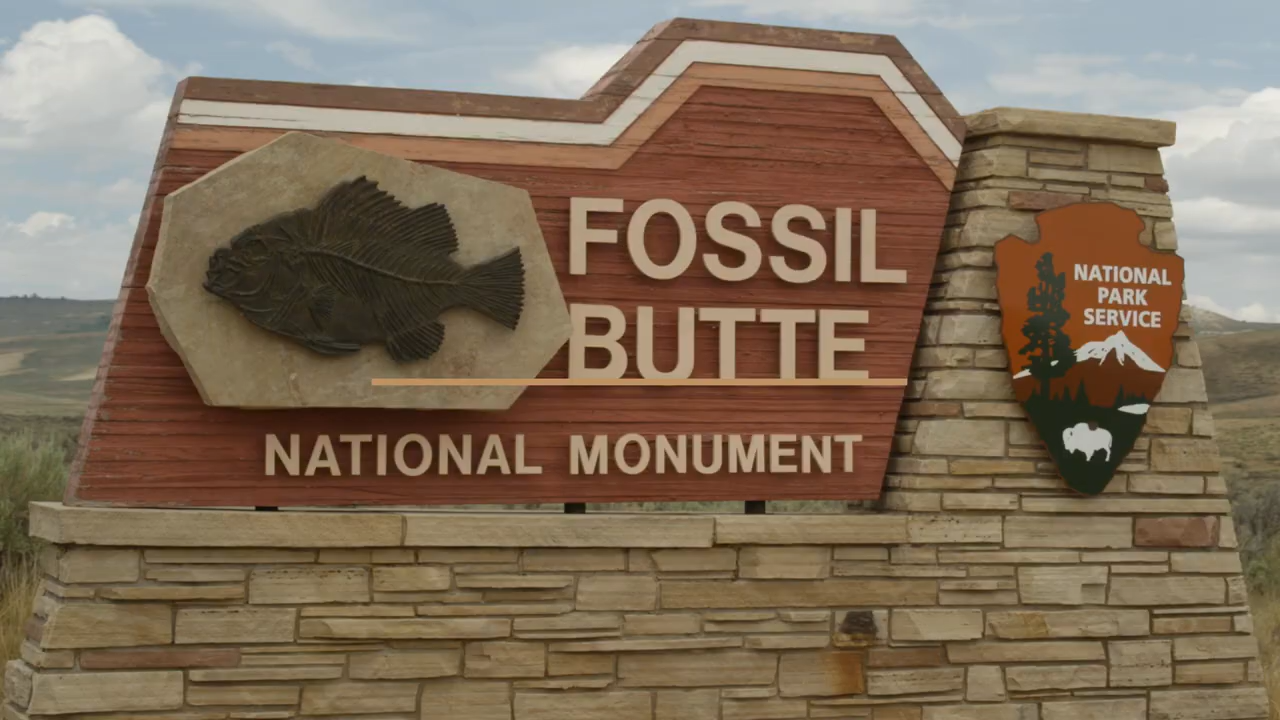 FOSSIL
BUTTE
NATIONAL MONUMENT
NATIONAL
PARK
SERVICE